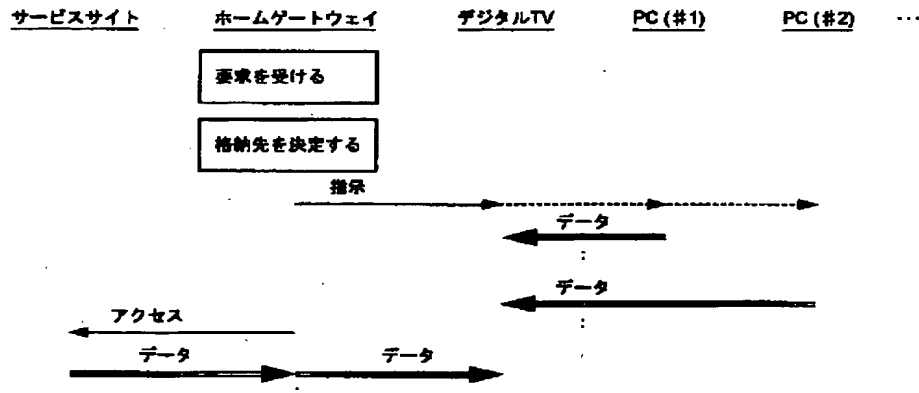 サービスサイト ホームゲートウェイ デジタルTV PC (#1) PC (#2) …
要求を受ける
格納先を決定する
指示
データ
:
データ
:
アクセス
データ データ